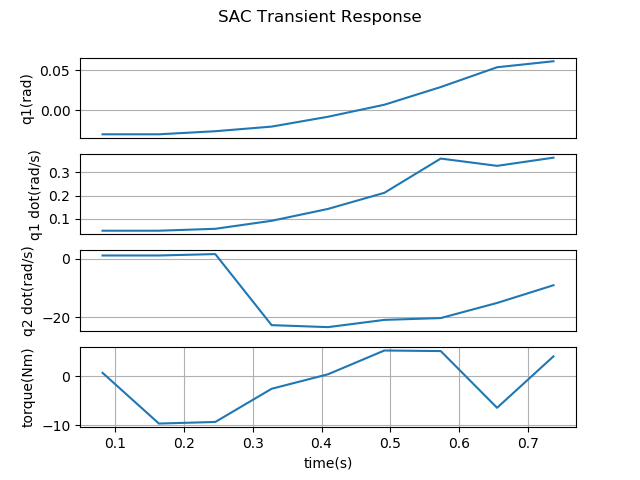 SAC Transient Response
q1(rad)
0.05
0.00
q1 dot(rad/s)
0.3
0.2
0.1
q2 dot(rad/s)
0
−20
torque(Nm)
0
−10
0.1 0.2 0.3 0.4 0.5 0.6 0.7
time(s)